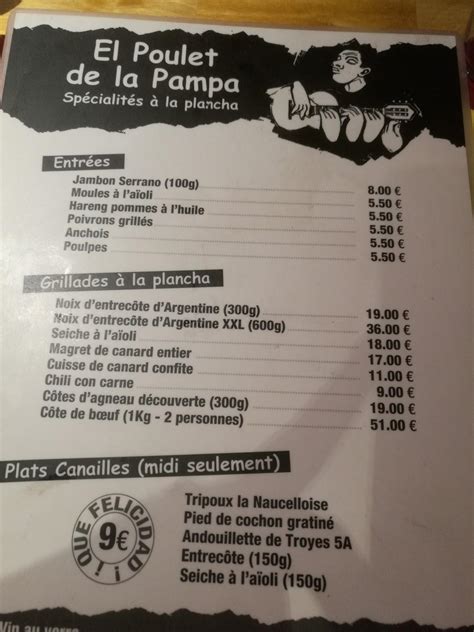 El Poulet
de la Pampa
Spécialités à la plancha
Entrées
Jambon Serrano (100g) 8.00 €
Moules à l'aïoli 5.50 €
Hareng pommes à l'huile 5.50 €
Poivrons grillés 5.50 €
Anchois 5.50 €
Poulpes 5.50 €
Grillades à la plancha
Noix d'entrecôte d'Argentine (300g) 19.00 €
Noix d'entrecôte d'Argentine XXL (600g) 36.00 €
Seiche à l'aïoli 18.00 €
Magret de canard entier 17.00 €
Cuisse de canard confite 11.00 €
Chili con carne 9.00 €
Côtes d'agneau découverte (300g) 19.00 €
Côte de bœuf (1Kg - 2 personnes) 51.00 €
Plats Canailles (midi seulement)
¡QUE FELICIDAD!
9€
Tripoux la Naucelloise
Pied de cochon gratiné
Andouillette de Troyes 5A
Entrecôte (150g)
Seiche à l'aïoli (150g)
Vin au verre